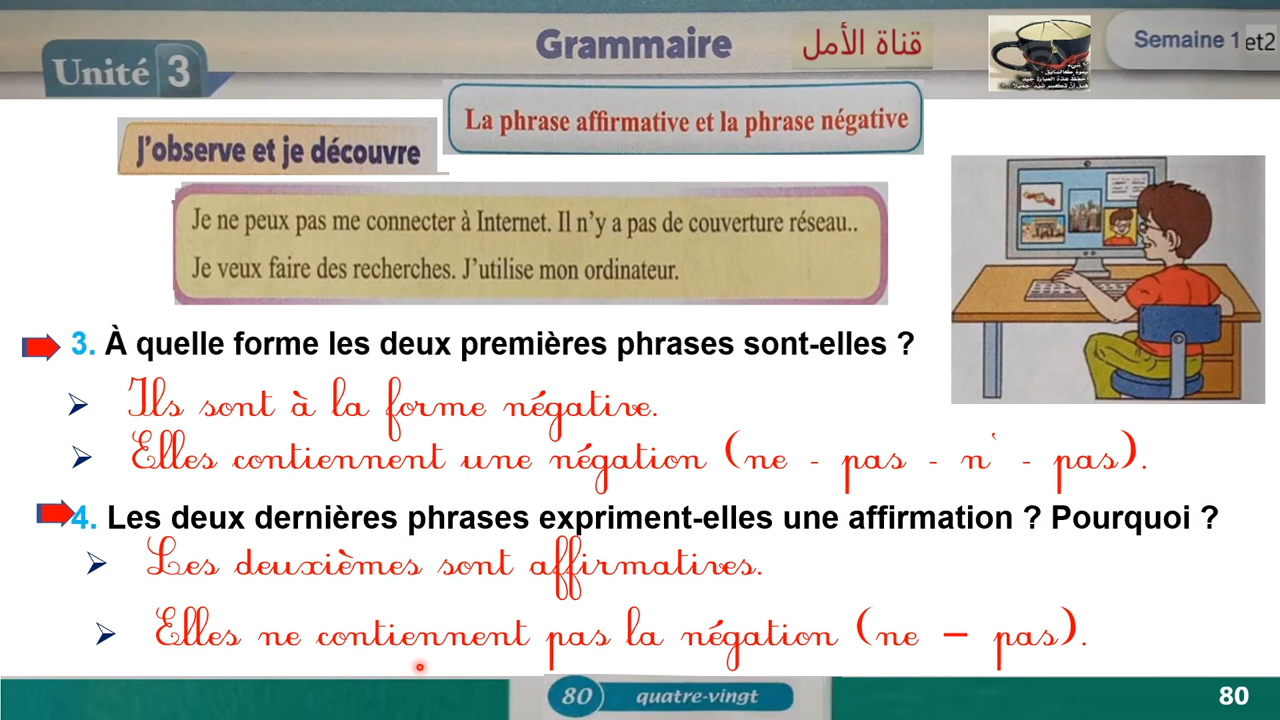 Unité 3
Grammaire
قناة الأمل
Semaine 1 et2
La phrase affirmative et la phrase négative
J'observe et je découvre
Je ne peux pas me connecter à Internet. Il n'y a pas de couverture réseau..
Je veux faire des recherches. J'utilise mon ordinateur.
3. À quelle forme les deux premières phrases sont-elles ?
Ils sont à la forme négative.
Elles contiennent une négation (ne - pas - n' - pas).
4. Les deux dernières phrases expriment-elles une affirmation ? Pourquoi ?
Les deuxièmes sont affirmatives.
Elles ne contiennent pas la négation (ne – pas).
80 quatre-vingt
80